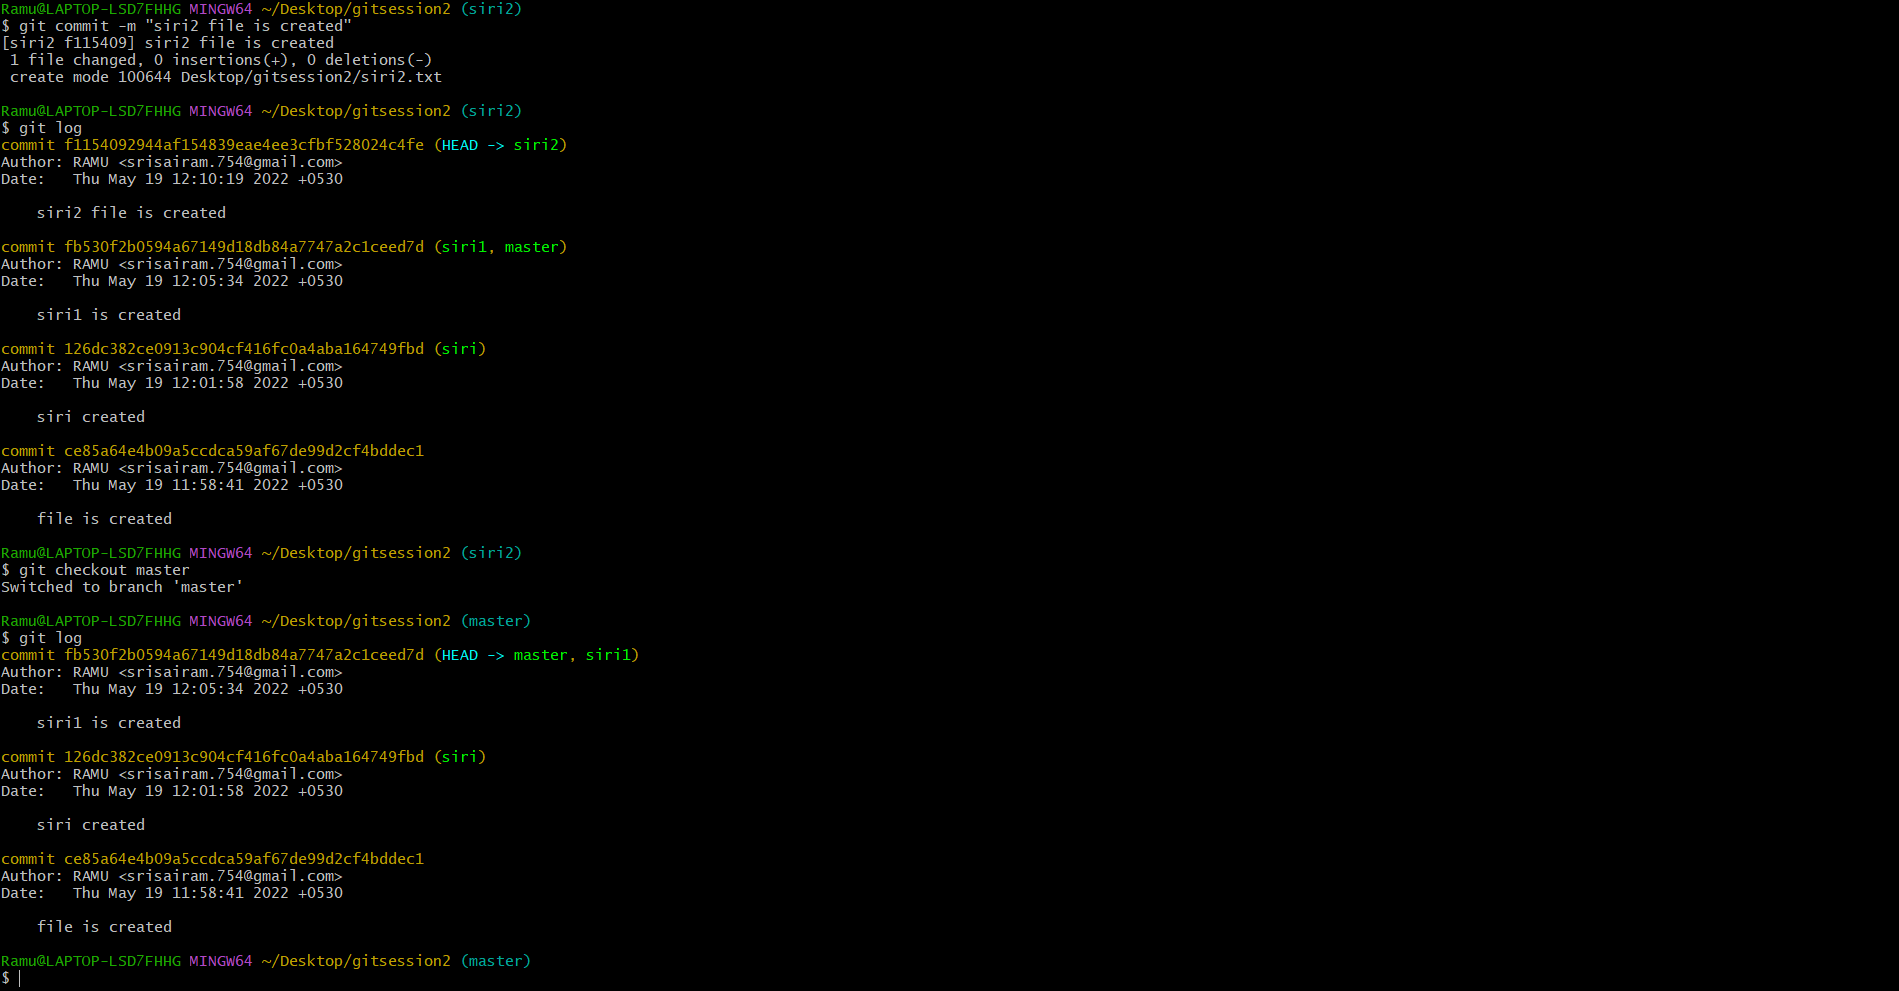 Ramu@LAPTOP-LSD7FHHG MINGW64 ~/Desktop/gitsession2 (siri2)
$ git commit -m "siri2 file is created"
[siri2 f115409] siri2 file is created
 1 file changed, 0 insertions(+), 0 deletions(-)
 create mode 100644 Desktop/gitsession2/siri2.txt

Ramu@LAPTOP-LSD7FHHG MINGW64 ~/Desktop/gitsession2 (siri2)
$ git log
commit f1154092944af154839eae4ee3cfbf528024c4fe (HEAD -> siri2)
Author: RAMU <srisairam.754@gmail.com>
Date:   Thu May 19 12:10:19 2022 +0530

    siri2 file is created

commit fb530f2b0594a67149d18db84a7747a2c1ceed7d (siri1, master)
Author: RAMU <srisairam.754@gmail.com>
Date:   Thu May 19 12:05:34 2022 +0530

    siri1 is created

commit 126dc382ce0913c904cf416fc0a4aba164749fbd (siri)
Author: RAMU <srisairam.754@gmail.com>
Date:   Thu May 19 12:01:58 2022 +0530

    siri created

commit ce85a64e4b09a5ccdca59af67de99d2cf4bddec1
Author: RAMU <srisairam.754@gmail.com>
Date:   Thu May 19 11:58:41 2022 +0530

    file is created

Ramu@LAPTOP-LSD7FHHG MINGW64 ~/Desktop/gitsession2 (siri2)
$ git checkout master
Switched to branch 'master'

Ramu@LAPTOP-LSD7FHHG MINGW64 ~/Desktop/gitsession2 (master)
$ git log
commit fb530f2b0594a67149d18db84a7747a2c1ceed7d (HEAD -> master, siri1)
Author: RAMU <srisairam.754@gmail.com>
Date:   Thu May 19 12:05:34 2022 +0530

    siri1 is created

commit 126dc382ce0913c904cf416fc0a4aba164749fbd (siri)
Author: RAMU <srisairam.754@gmail.com>
Date:   Thu May 19 12:01:58 2022 +0530

    siri created

commit ce85a64e4b09a5ccdca59af67de99d2cf4bddec1
Author: RAMU <srisairam.754@gmail.com>
Date:   Thu May 19 11:58:41 2022 +0530

    file is created

Ramu@LAPTOP-LSD7FHHG MINGW64 ~/Desktop/gitsession2 (master)
$